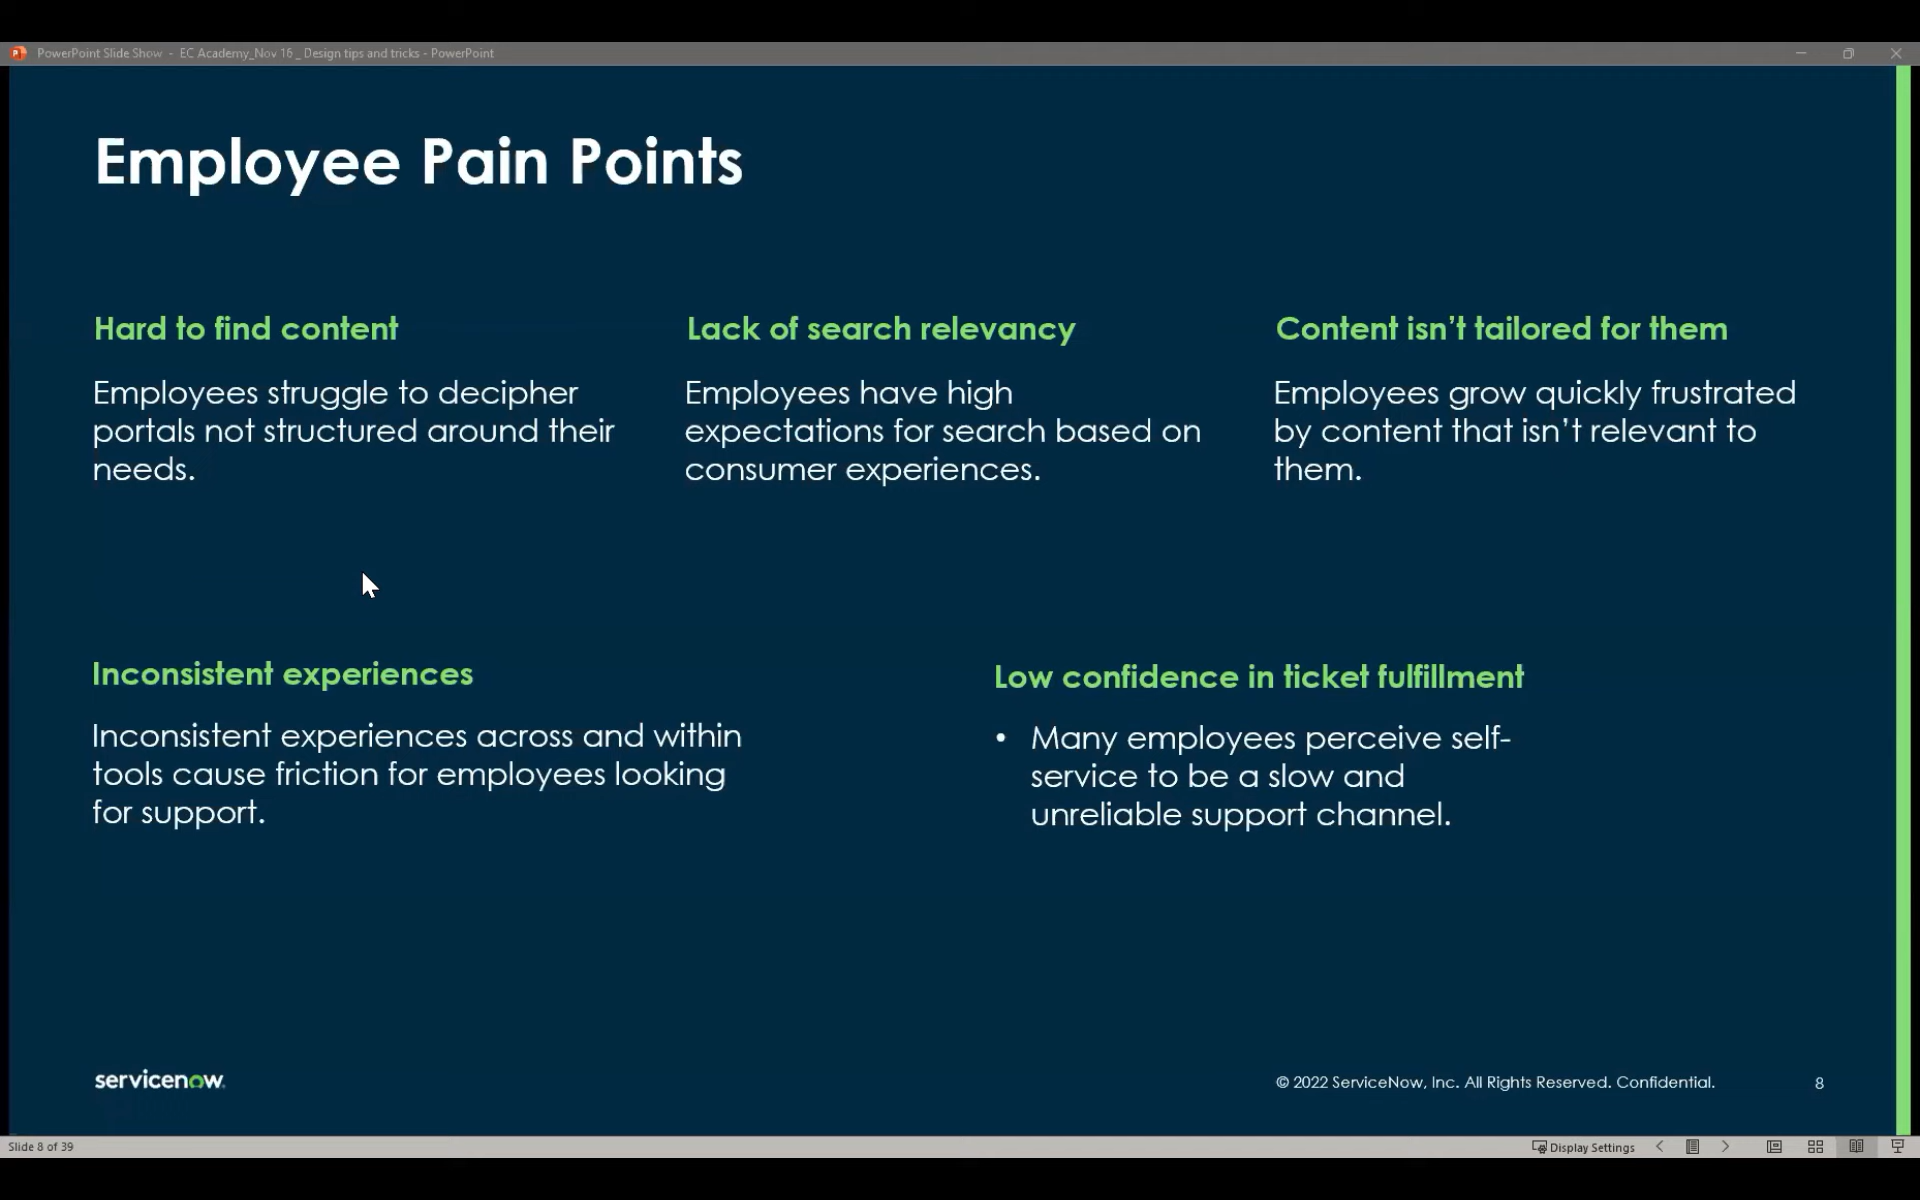 PowerPoint Slide Show - EC Academy_Nov 16 _ Design tips and tricks - PowerPoint
Employee Pain Points
Hard to find content
Employees struggle to decipher
portals not structured around their
needs.
Lack of search relevancy
Employees have high
expectations for search based on
consumer experiences.
Content isn't tailored for them
Employees grow quickly frustrated
by content that isn't relevant to
them.
Inconsistent experiences
Inconsistent experiences across and within
tools cause friction for employees looking
for support.
Low confidence in ticket fulfillment
• Many employees perceive self-
service to be a slow and
unreliable support channel.
servicenow.
© 2022 ServiceNow, Inc. All Rights Reserved. Confidential.
8
Slide 8 of 39
Display Settings